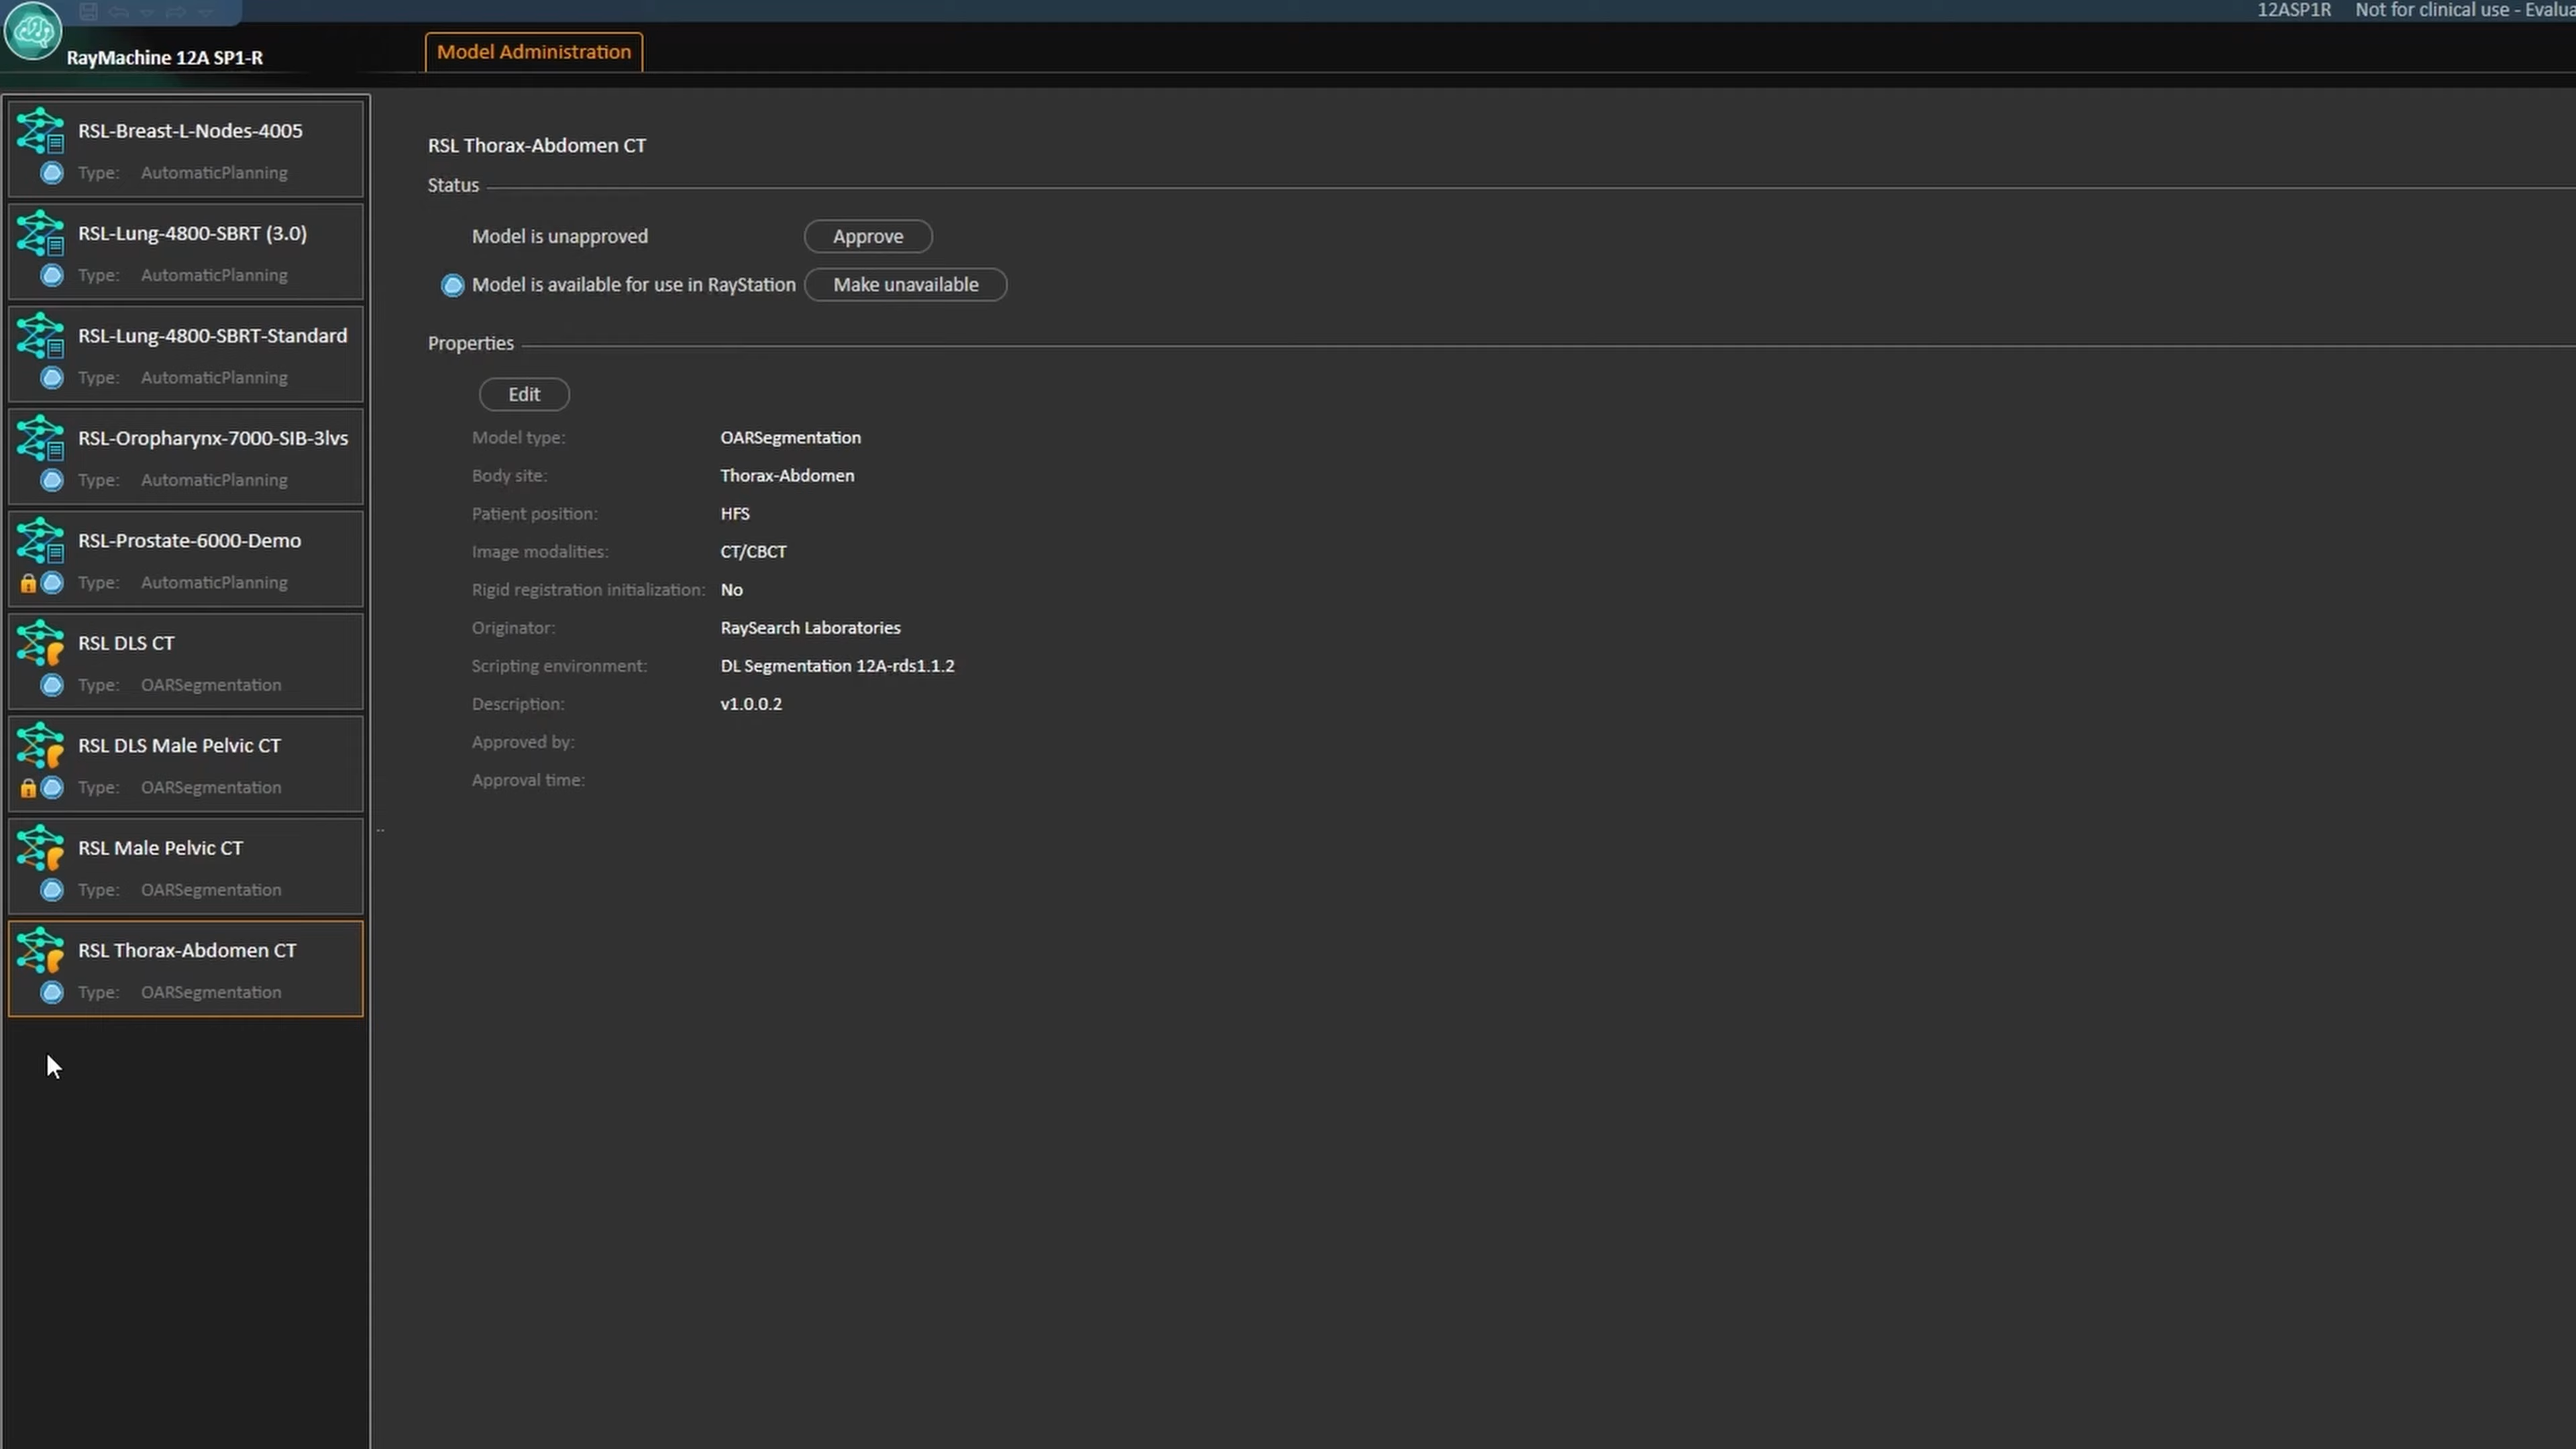 12ASP1R Not for clinical use - Evalua
RayMachine 12A SP1-R
Model Administration
RSL-Breast-L-Nodes-4005
Type: AutomaticPlanning
RSL-Lung-4800-SBRT (3.0)
Type: AutomaticPlanning
RSL-Lung-4800-SBRT-Standard
Type: AutomaticPlanning
RSL-Oropharynx-7000-SIB-3lvs
Type: AutomaticPlanning
RSL-Prostate-6000-Demo
Type: AutomaticPlanning
RSL DLS CT
Type: OARSegmentation
RSL DLS Male Pelvic CT
Type: OARSegmentation
RSL Male Pelvic CT
Type: OARSegmentation
RSL Thorax-Abdomen CT
Type: OARSegmentation
RSL Thorax-Abdomen CT
Status
Model is unapproved Approve
Model is available for use in RayStation Make unavailable
Properties
Edit
Model type: OARSegmentation
Body site: Thorax-Abdomen
Patient position: HFS
Image modalities: CT/CBCT
Rigid registration initialization: No
Originator: RaySearch Laboratories
Scripting environment: DL Segmentation 12A-rds1.1.2
Description: v1.0.0.2
Approved by:
Approval time: